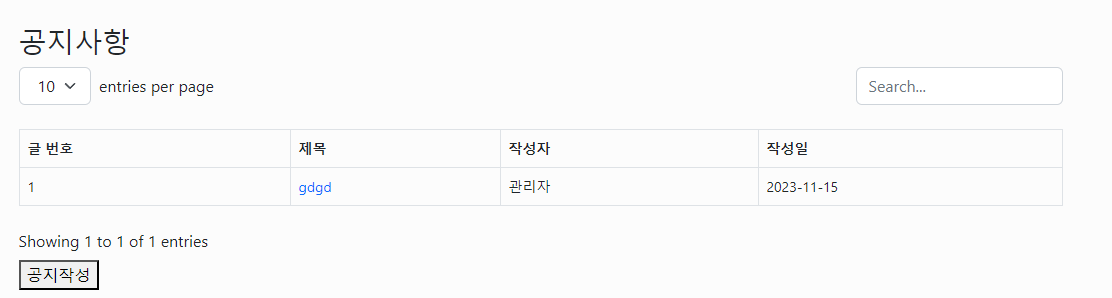 공지사항
10 entries per page Search...
글 번호 제목 작성자 작성일
1 gdgd 관리자 2023-11-15
Showing 1 to 1 of 1 entries
공지작성